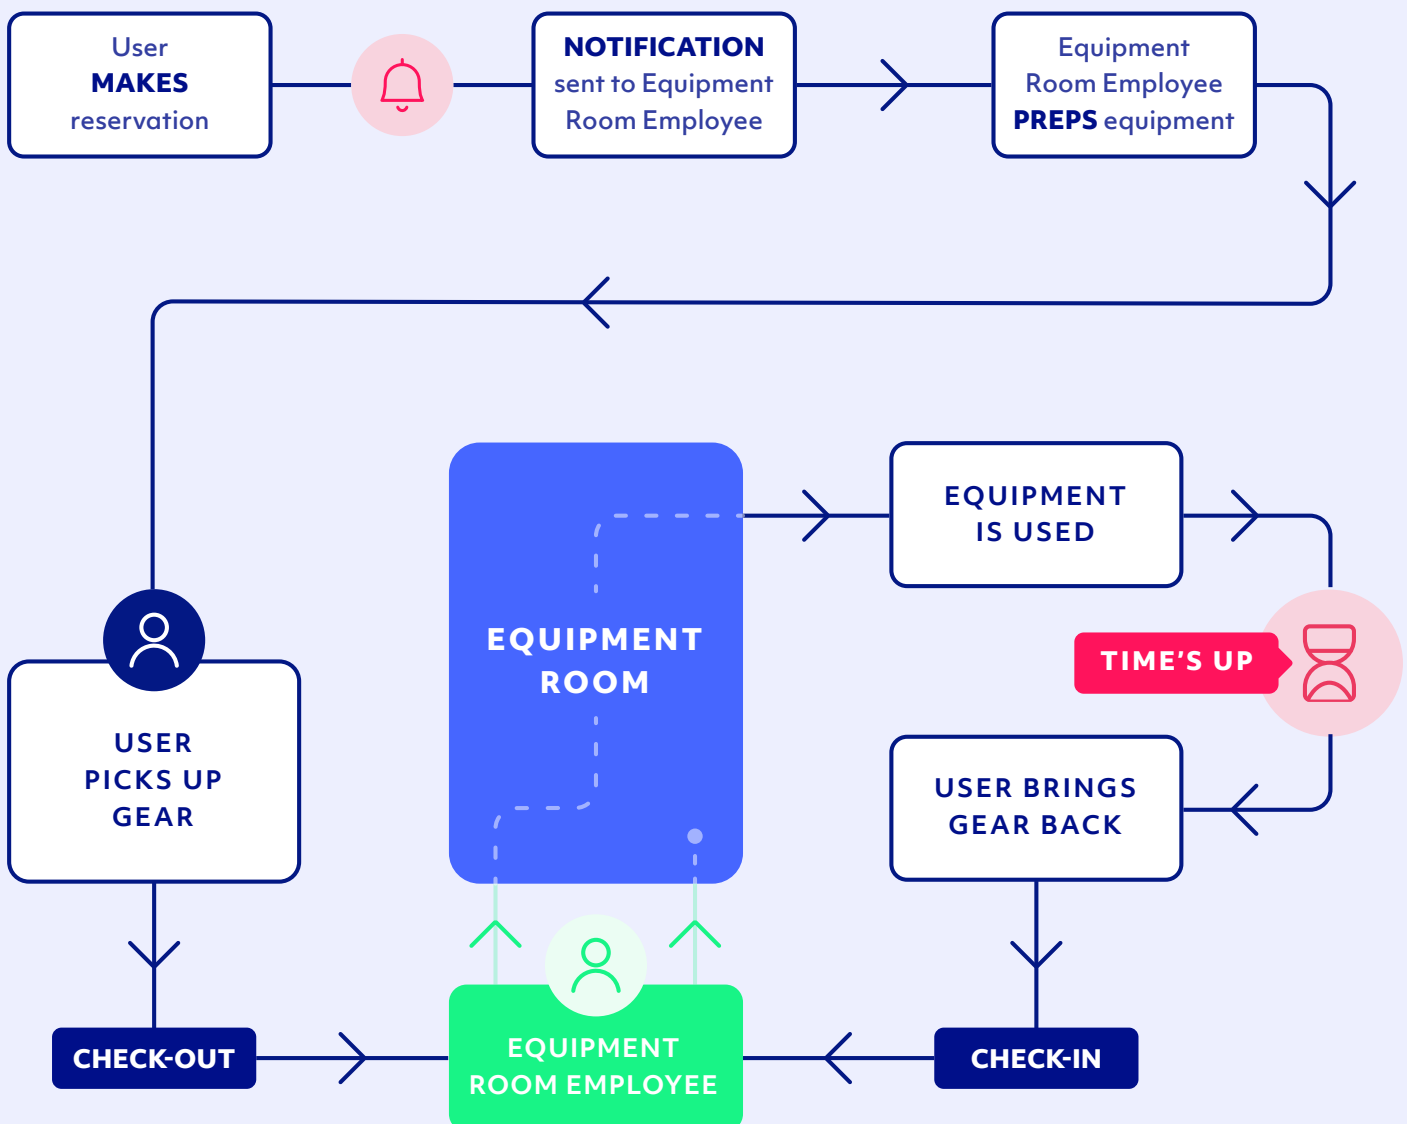 User
MAKES
reservation
NOTIFICATION
sent to Equipment
Room Employee
Equipment
Room Employee
PREPS equipment
EQUIPMENT
IS USED
EQUIPMENT
ROOM
TIME’S UP
USER
PICKS UP
GEAR
USER BRINGS
GEAR BACK
CHECK-OUT
EQUIPMENT
ROOM EMPLOYEE
CHECK-IN